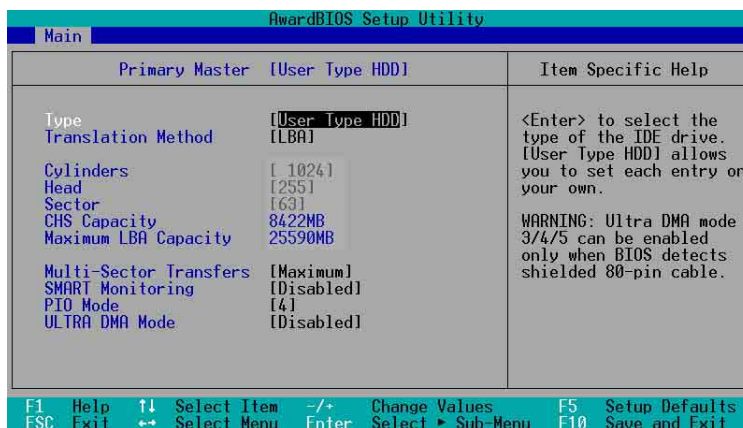 AwardBIOS Setup Utility
Main
Primary Master [User Type HDD]
Item Specific Help
Type [User Type HDD]
Translation Method [LBA]
Cylinders [ 1024]
Head [255]
Sector [63]
CHS Capacity 8422MB
Maximum LBA Capacity 25590MB
Multi-Sector Transfers [Maximum]
SMART Monitoring [Disabled]
PIO Mode [4]
ULTRA DMA Mode [Disabled]
<Enter> to select the
type of the IDE drive.
[User Type HDD] allows
you to set each entry on
your own.
WARNING: Ultra DMA mode
3/4/5 can be enabled
only when BIOS detects
shielded 80-pin cable.
F1 Help ↑↓ Select Item -/+ Change Values F5 Setup Defaults
ESC Exit ↔ Select Menu Enter Select ► Sub-Menu F10 Save and Exit